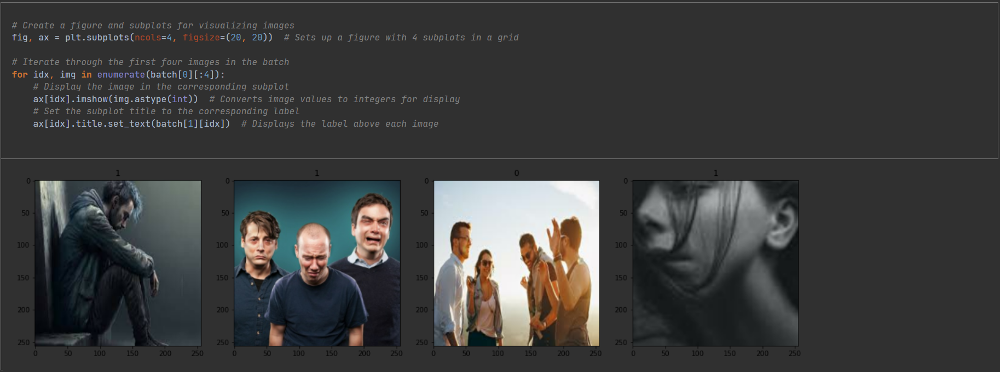 # Create a figure and subplots for visualizing images
fig, ax = plt.subplots(ncols=4, figsize=(20, 20))  # Sets up a figure with 4 subplots in a grid
# Iterate through the first four images in the batch
for idx, img in enumerate(batch[0][:4]):
    # Display the image in the corresponding subplot
    ax[idx].imshow(img.astype(int))  # Converts image values to integers for display
    # Set the subplot title to the corresponding label
    ax[idx].title.set_text(batch[1][idx])  # Displays the label above each image
1
0
50
100
150
200
250
0 50 100 150 200 250
1
0
50
100
150
200
250
0 50 100 150 200 250
0
0
50
100
150
200
250
0 50 100 150 200 250
1
0
50
100
150
200
250
0 50 100 150 200 250